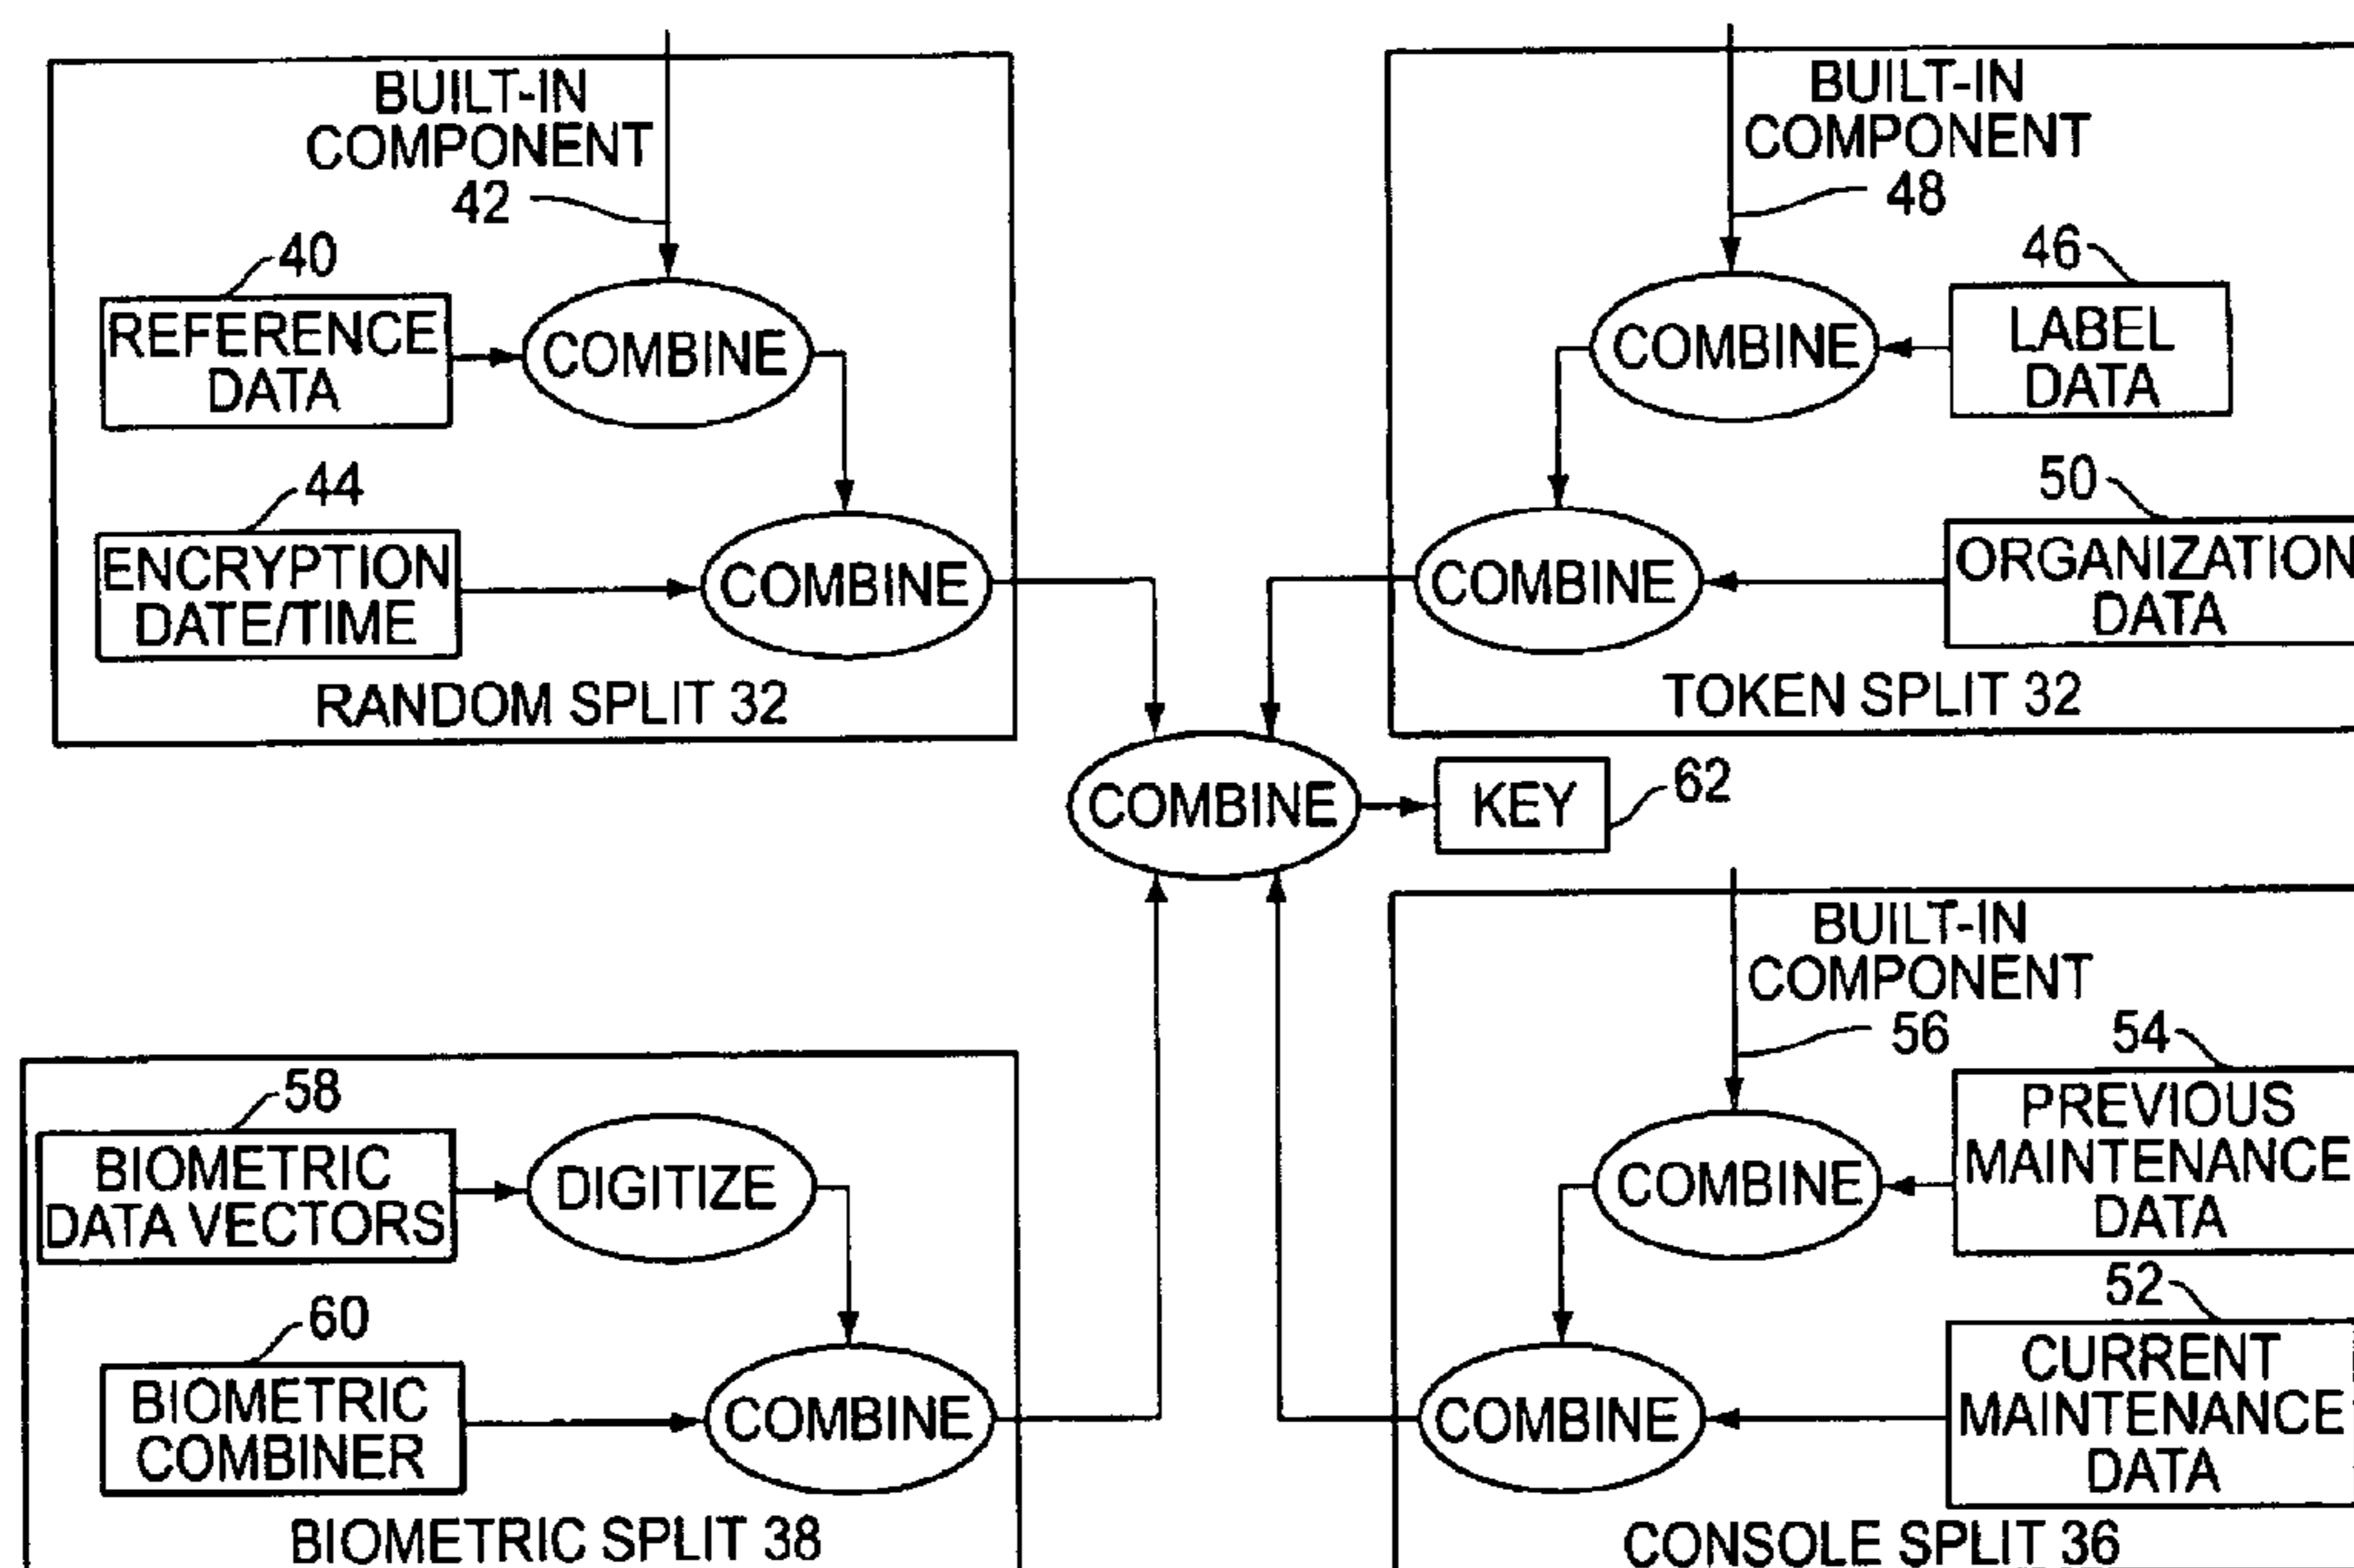 BUILT-IN
COMPONENT
42
40
REFERENCE
DATA
COMBINE
44
ENCRYPTION
DATE/TIME
COMBINE
RANDOM SPLIT 32
BUILT-IN
COMPONENT
48
46
LABEL
DATA
COMBINE
50
ORGANIZATION
DATA
COMBINE
TOKEN SPLIT 32
COMBINE
KEY
62
58
BIOMETRIC
DATA VECTORS
DIGITIZE
60
BIOMETRIC
COMBINER
COMBINE
BIOMETRIC SPLIT 38
BUILT-IN
COMPONENT
56
54
PREVIOUS
MAINTENANCE
DATA
COMBINE
52
CURRENT
MAINTENANCE
DATA
COMBINE
CONSOLE SPLIT 36